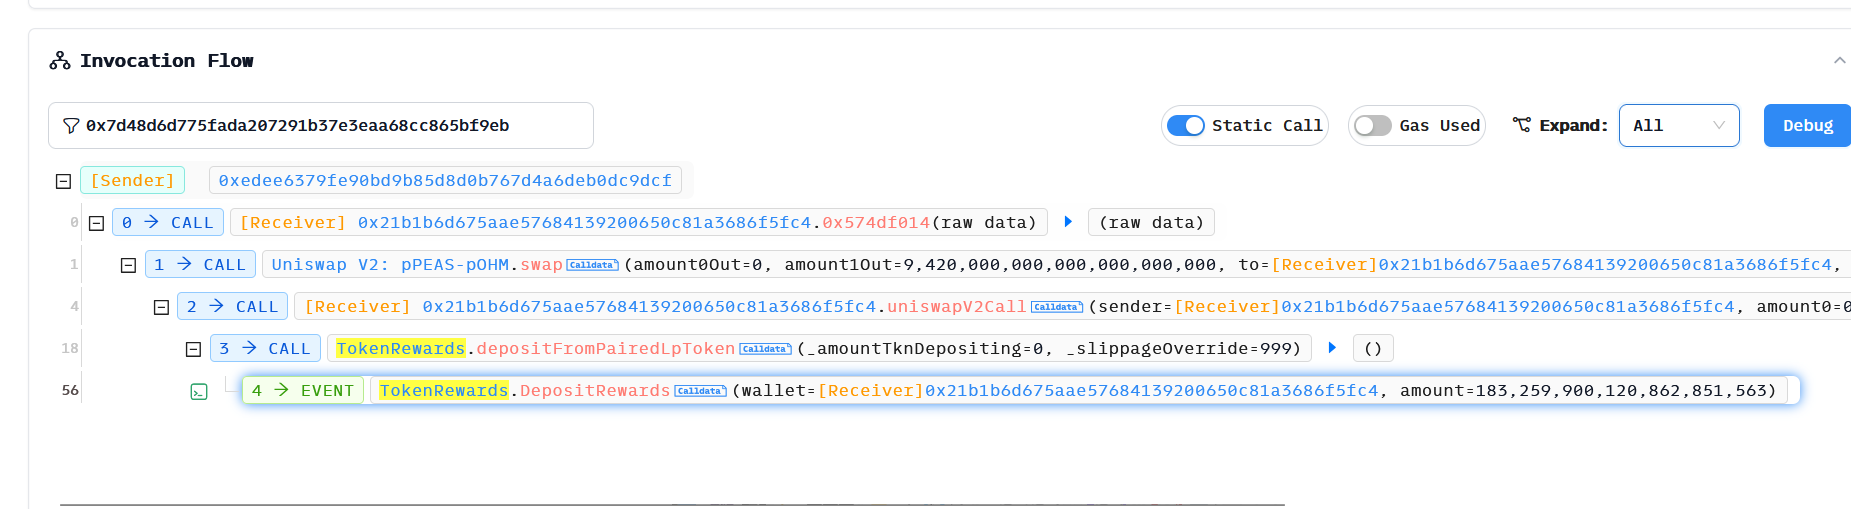 Invocation Flow
0x7d48d6d775fada207291b37e3eaa68cc865bf9eb Static Call Gas Used Expand: All Debug
[Sender] 0xedee6379fe90bd9b85d8d0b767d4a6deb0dc9dcf
0 0 → CALL [Receiver] 0x21b1b6d675aae57684139200650c81a3686f5fc4.0x574df014(raw data) (raw data)
1 1 → CALL Uniswap V2: pPEAS-pOHM.swap Calldata (amount0Out=0, amount1Out=9,420,000,000,000,000,000,000, to=[Receiver]0x21b1b6d675aae57684139200650c81a3686f5fc4,
4 2 → CALL [Receiver] 0x21b1b6d675aae57684139200650c81a3686f5fc4.uniswapV2Call Calldata (sender=[Receiver]0x21b1b6d675aae57684139200650c81a3686f5fc4, amount0=0
18 3 → CALL TokenRewards.depositFromPairedLpToken Calldata (_amountTknDepositing=0, _slippageOverride=999) ()
56 4 → EVENT TokenRewards.DepositRewards Calldata (wallet=[Receiver]0x21b1b6d675aae57684139200650c81a3686f5fc4, amount=183,259,900,120,862,851,563)